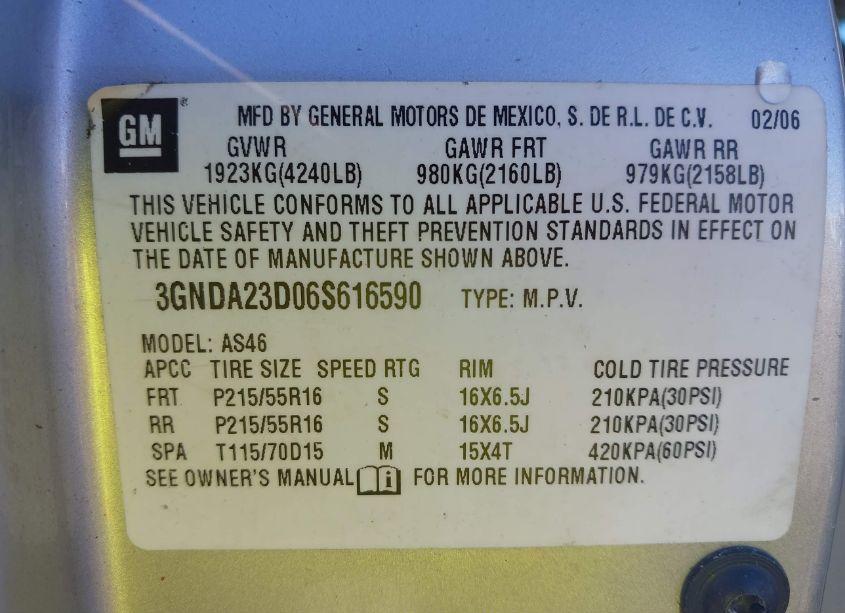 GM ® MFD BY GENERAL MOTORS DE MEXICO, S. DE R.L. DE C.V. 02/06
GVWR GAWR FRT GAWR RR
1923KG(4240LB) 980KG(2160LB) 979KG(2158LB)
THIS VEHICLE CONFORMS TO ALL APPLICABLE U.S. FEDERAL MOTOR
VEHICLE SAFETY AND THEFT PREVENTION STANDARDS IN EFFECT ON
THE DATE OF MANUFACTURE SHOWN ABOVE.
3GNDA23D06S616590 TYPE: M.P.V.
MODEL: AS46
APCC TIRE SIZE SPEED RTG RIM COLD TIRE PRESSURE
FRT P215/55R16 S 16X6.5J 210KPA(30PSI)
RR P215/55R16 S 16X6.5J 210KPA(30PSI)
SPA T115/70D15 M 15X4T 420KPA(60PSI)
SEE OWNER'S MANUAL i FOR MORE INFORMATION.